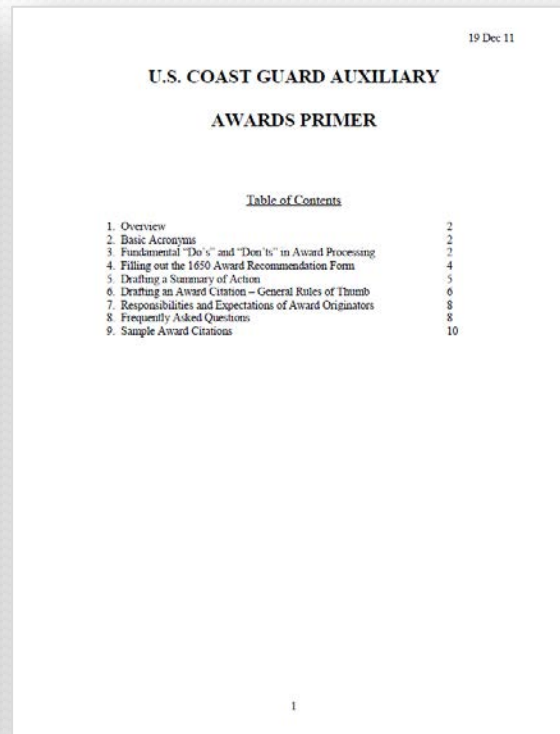 19 Dec 11
U.S. COAST GUARD AUXILIARY
AWARDS PRIMER
Table of Contents
1. Overview 2
2. Basic Acronyms 2
3. Fundamental "Do's" and "Don'ts" in Award Processing 2
4. Filling out the 1650 Award Recommendation Form 4
5. Drafting a Summary of Action 5
6. Drafting an Award Citation – General Rules of Thumb 6
7. Responsibilities and Expectations of Award Originators 8
8. Frequently Asked Questions 8
9. Sample Award Citations 10
1